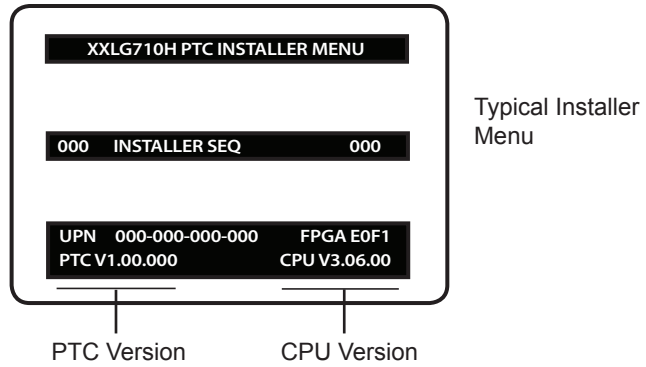 XXLG710H PTC INSTALLER MENU
Typical Installer
Menu
000 INSTALLER SEQ 000
UPN 000-000-000-000 FPGA E0F1
PTC V1.00.000 CPU V3.06.00
PTC Version CPU Version